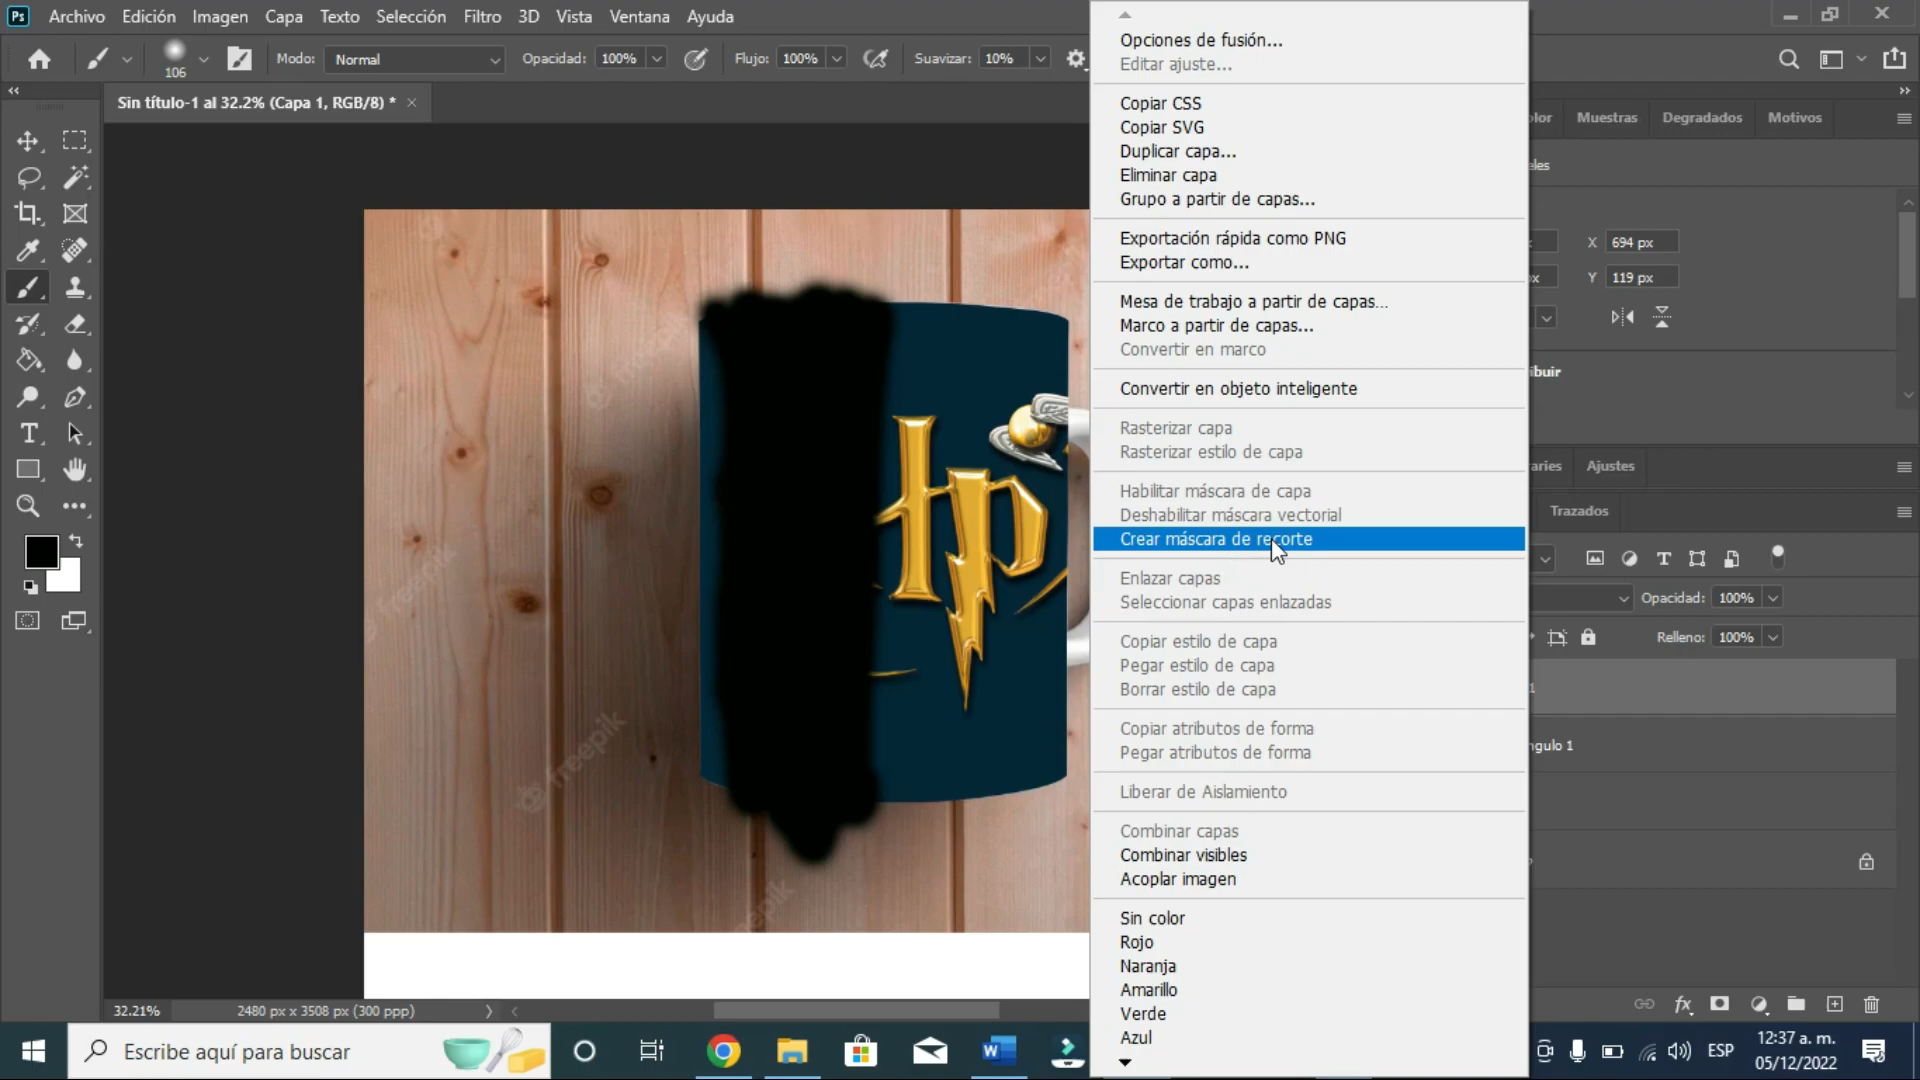 Ps Archivo Edición Imagen Capa Texto Selección Filtro 3D Vista Ventana Ayuda
106 Modo: Normal Opacidad: 100% Flujo: 100% Suavizar: 10%
Sin título-1 al 32.2% (Capa 1, RGB/8) * ×
Opciones de fusión...
Editar ajuste...
Copiar CSS
Copiar SVG
Duplicar capa...
Eliminar capa
Grupo a partir de capas...
Exportación rápida como PNG
Exportar como...
Mesa de trabajo a partir de capas...
Marco a partir de capas...
Convertir en marco
Convertir en objeto inteligente
Rasterizar capa
Rasterizar estilo de capa
Habilitar máscara de capa
Deshabilitar máscara vectorial
Crear máscara de recorte
Enlazar capas
Seleccionar capas enlazadas
Copiar estilo de capa
Pegar estilo de capa
Borrar estilo de capa
Copiar atributos de forma
Pegar atributos de forma
Liberar de Aislamiento
Combinar capas
Combinar visibles
Acoplar imagen
Sin color
Rojo
Naranja
Amarillo
Verde
Azul
olor Muestras Degradados Motivos
eles
X 694 px
Y 119 px
ibuir
aries Ajustes
Trazados
Opacidad: 100%
Relleno: 100%
1
ngulo 1
hp
freepik
freepik
freepik
32.21% 2480 px x 3508 px (300 ppp)
Escribe aquí para buscar
ESP
12:37 a. m.
05/12/2022